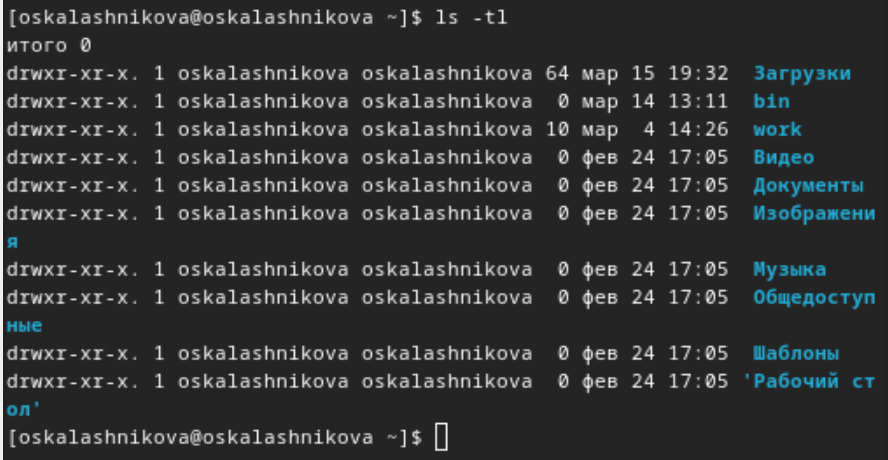 [oskalashnikova@oskalashnikova ~]$ ls -tl
итого 0
drwxr-xr-x. 1 oskalashnikova oskalashnikova 64 мар 15 19:32  Загрузки
drwxr-xr-x. 1 oskalashnikova oskalashnikova  0 мар 14 13:11  bin
drwxr-xr-x. 1 oskalashnikova oskalashnikova 10 мар  4 14:26  work
drwxr-xr-x. 1 oskalashnikova oskalashnikova  0 фев 24 17:05  Видео
drwxr-xr-x. 1 oskalashnikova oskalashnikova  0 фев 24 17:05  Документы
drwxr-xr-x. 1 oskalashnikova oskalashnikova  0 фев 24 17:05  Изображени
я
drwxr-xr-x. 1 oskalashnikova oskalashnikova  0 фев 24 17:05  Музыка
drwxr-xr-x. 1 oskalashnikova oskalashnikova  0 фев 24 17:05  Общедоступ
ные
drwxr-xr-x. 1 oskalashnikova oskalashnikova  0 фев 24 17:05  Шаблоны
drwxr-xr-x. 1 oskalashnikova oskalashnikova  0 фев 24 17:05 'Рабочий ст
ол'
[oskalashnikova@oskalashnikova ~]$